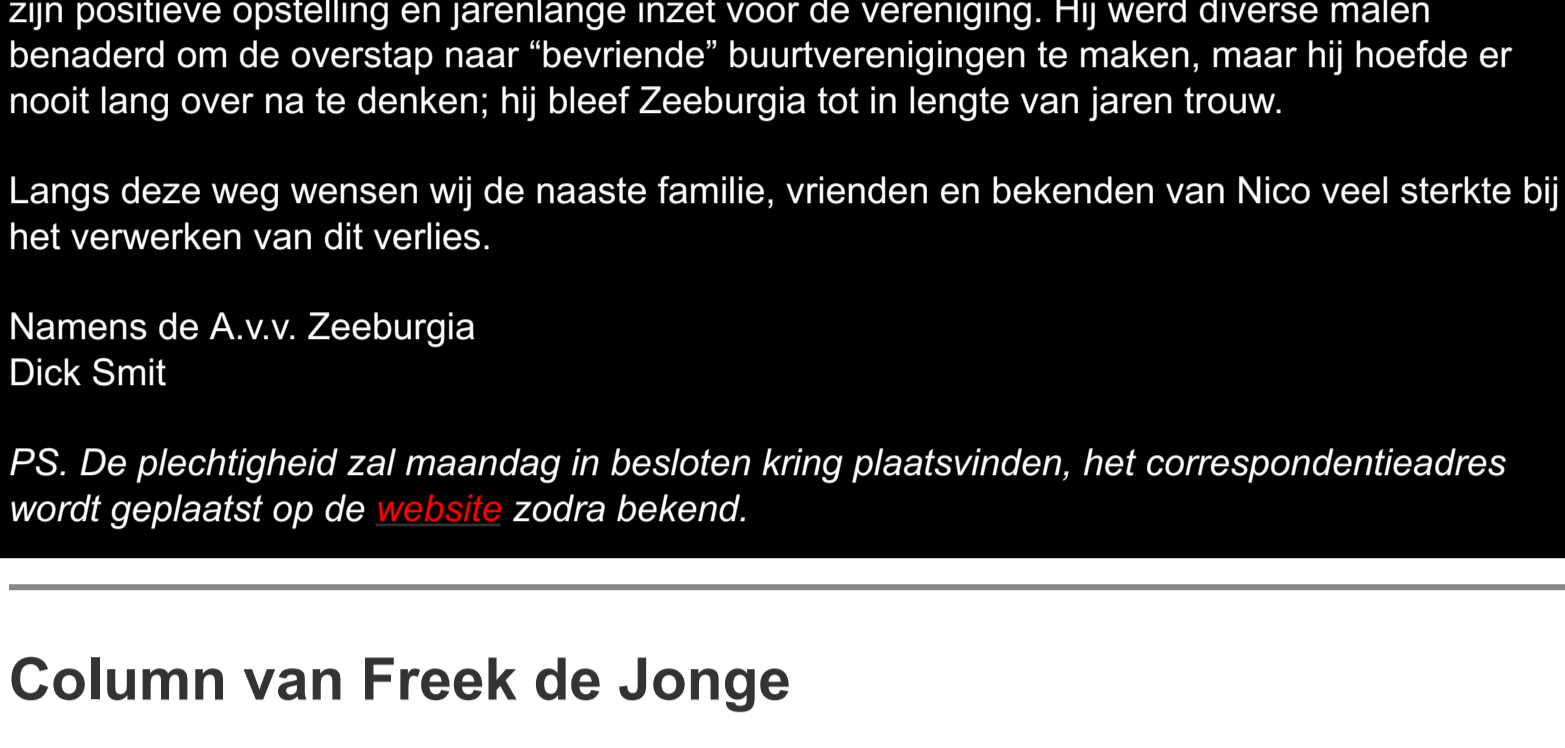 zijn positieve opstelling en jarenlange inzet voor de vereniging. Hij werd diverse malen
benaderd om de overstap naar “bevriende” buurtverenigingen te maken, maar hij hoefde er
nooit lang over na te denken; hij bleef Zeeburgia tot in lengte van jaren trouw.
Langs deze weg wensen wij de naaste familie, vrienden en bekenden van Nico veel sterkte bij
het verwerken van dit verlies.
Namens de A.v.v. Zeeburgia
Dick Smit
PS. De plechtigheid zal maandag in besloten kring plaatsvinden, het correspondentieadres
wordt geplaatst op de website zodra bekend.
Column van Freek de Jonge